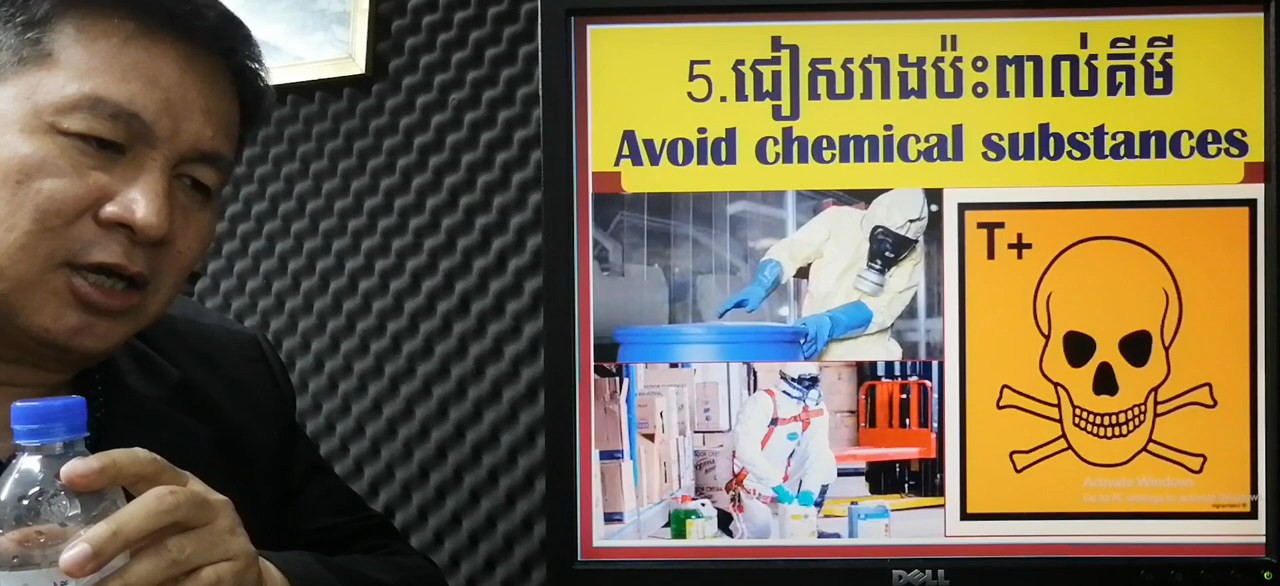 5.ជៀសវាងប៉ះពាល់គីមី
Avoid chemical substances
T+
Activate Windows
Go to PC settings to activate Windows
DELL